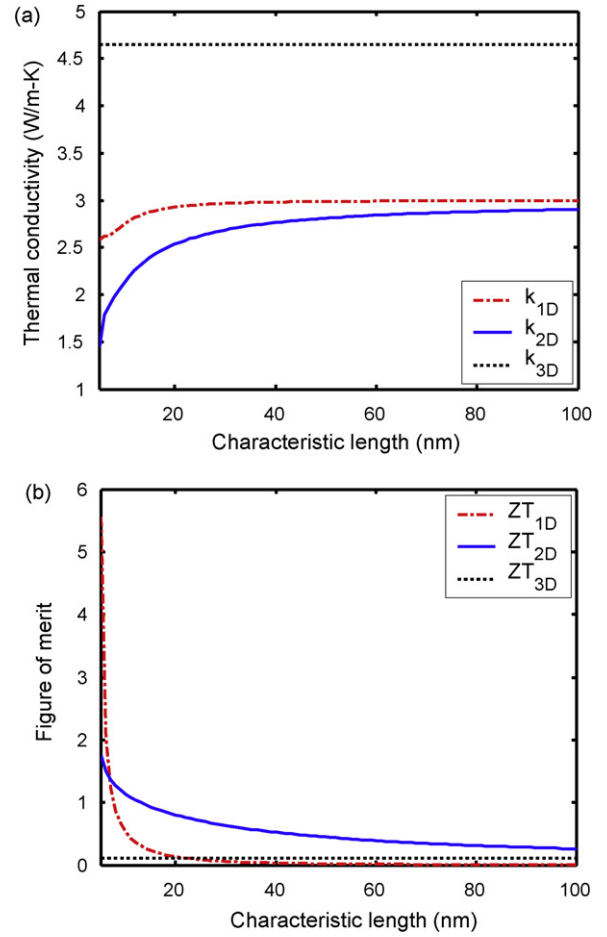 (a)
5
4.5
4
3.5
3
2.5
2
1.5
1
Thermal conductivity (W/m-K)
k1D
k2D
k3D
20 40 60 80 100
Characteristic length (nm)
(b)
6
5
4
3
2
1
0
Figure of merit
ZT1D
ZT2D
ZT3D
20 40 60 80 100
Characteristic length (nm)